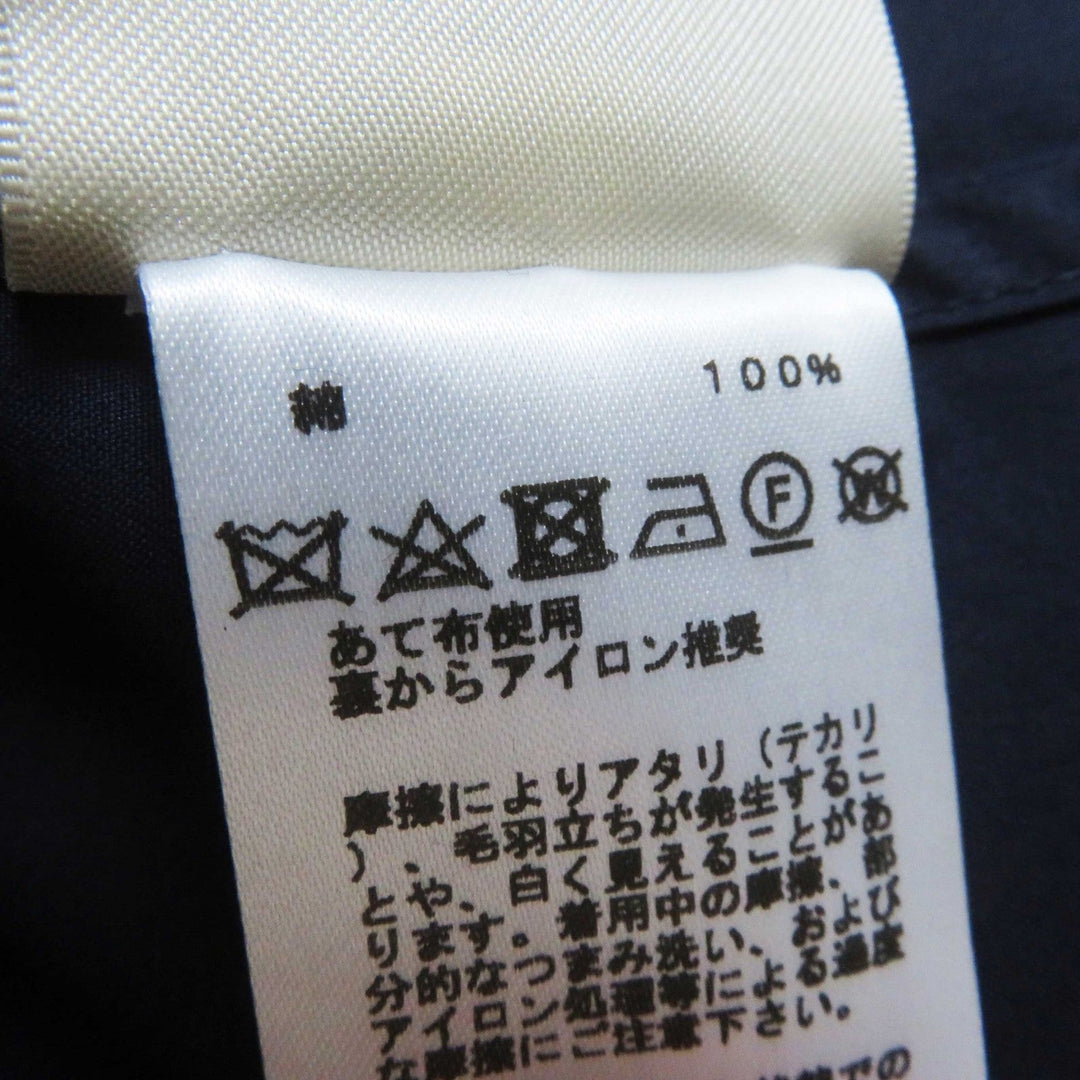 綿 100%
F
W
あて布使用
裏からアイロン推奨
摩擦によりアタリ（テカリ
）、毛羽立ちが発生するこ
とや、白く見えることがあ
ります。着用中の摩擦、部
分的なつまみ洗い、および
アイロン処理等による過度
な摩擦にご注意下さい。
での